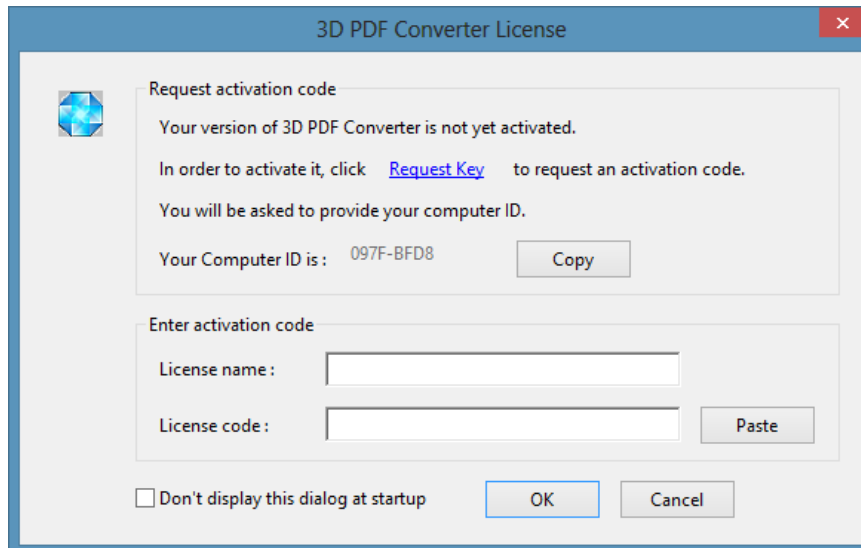 3D PDF Converter License
Request activation code
Your version of 3D PDF Converter is not yet activated.
In order to activate it, click Request Key to request an activation code.
You will be asked to provide your computer ID.
Your Computer ID is : 097F-BFD8 Copy
Enter activation code
License name :
License code : Paste
Don't display this dialog at startup OK Cancel